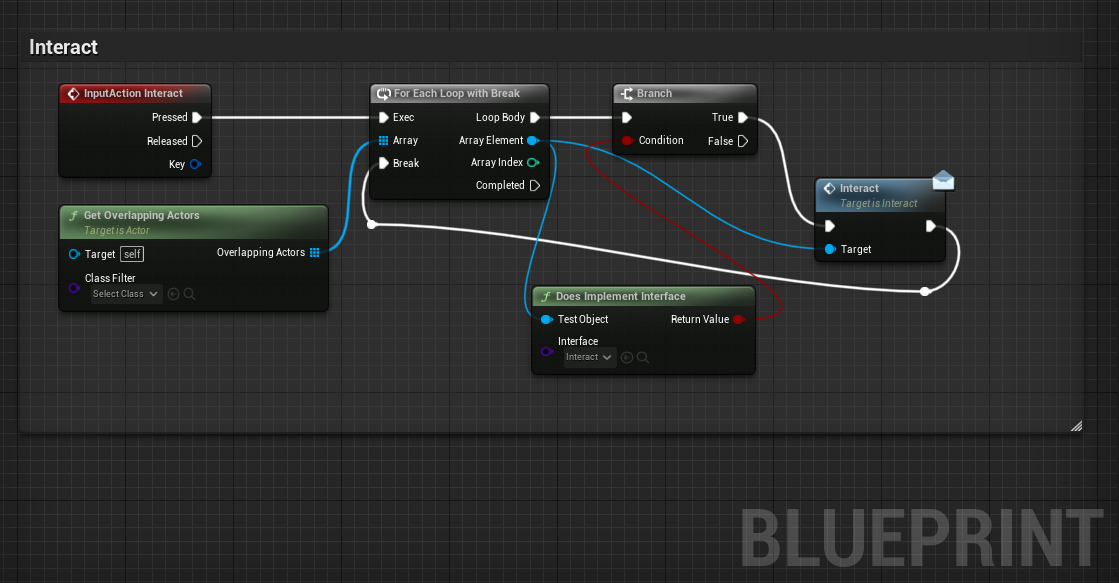 Interact
InputAction Interact
Pressed
Released
Key
For Each Loop with Break
Exec Loop Body
Array Array Element
Break Array Index
Completed
Branch
True
Condition False
Interact
Target is Interact
Target
Get Overlapping Actors
Target is Actor
Target self Overlapping Actors
Class Filter
Select Class
Does Implement Interface
Test Object Return Value
Interface
Interact
BLUEPRINT